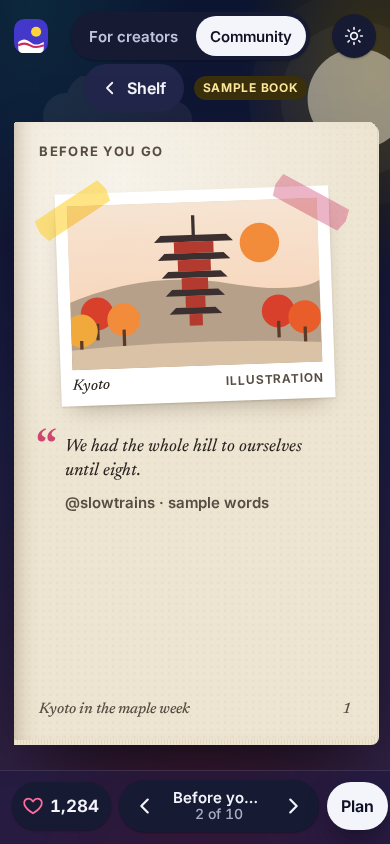 For creators
Community
Shelf
SAMPLE BOOK
BEFORE YOU GO
Kyoto
ILLUSTRATION
“ We had the whole hill to ourselves
until eight.
@slowtrains · sample words
Kyoto in the maple week
1
1,284
Before yo...
2 of 10
Plan